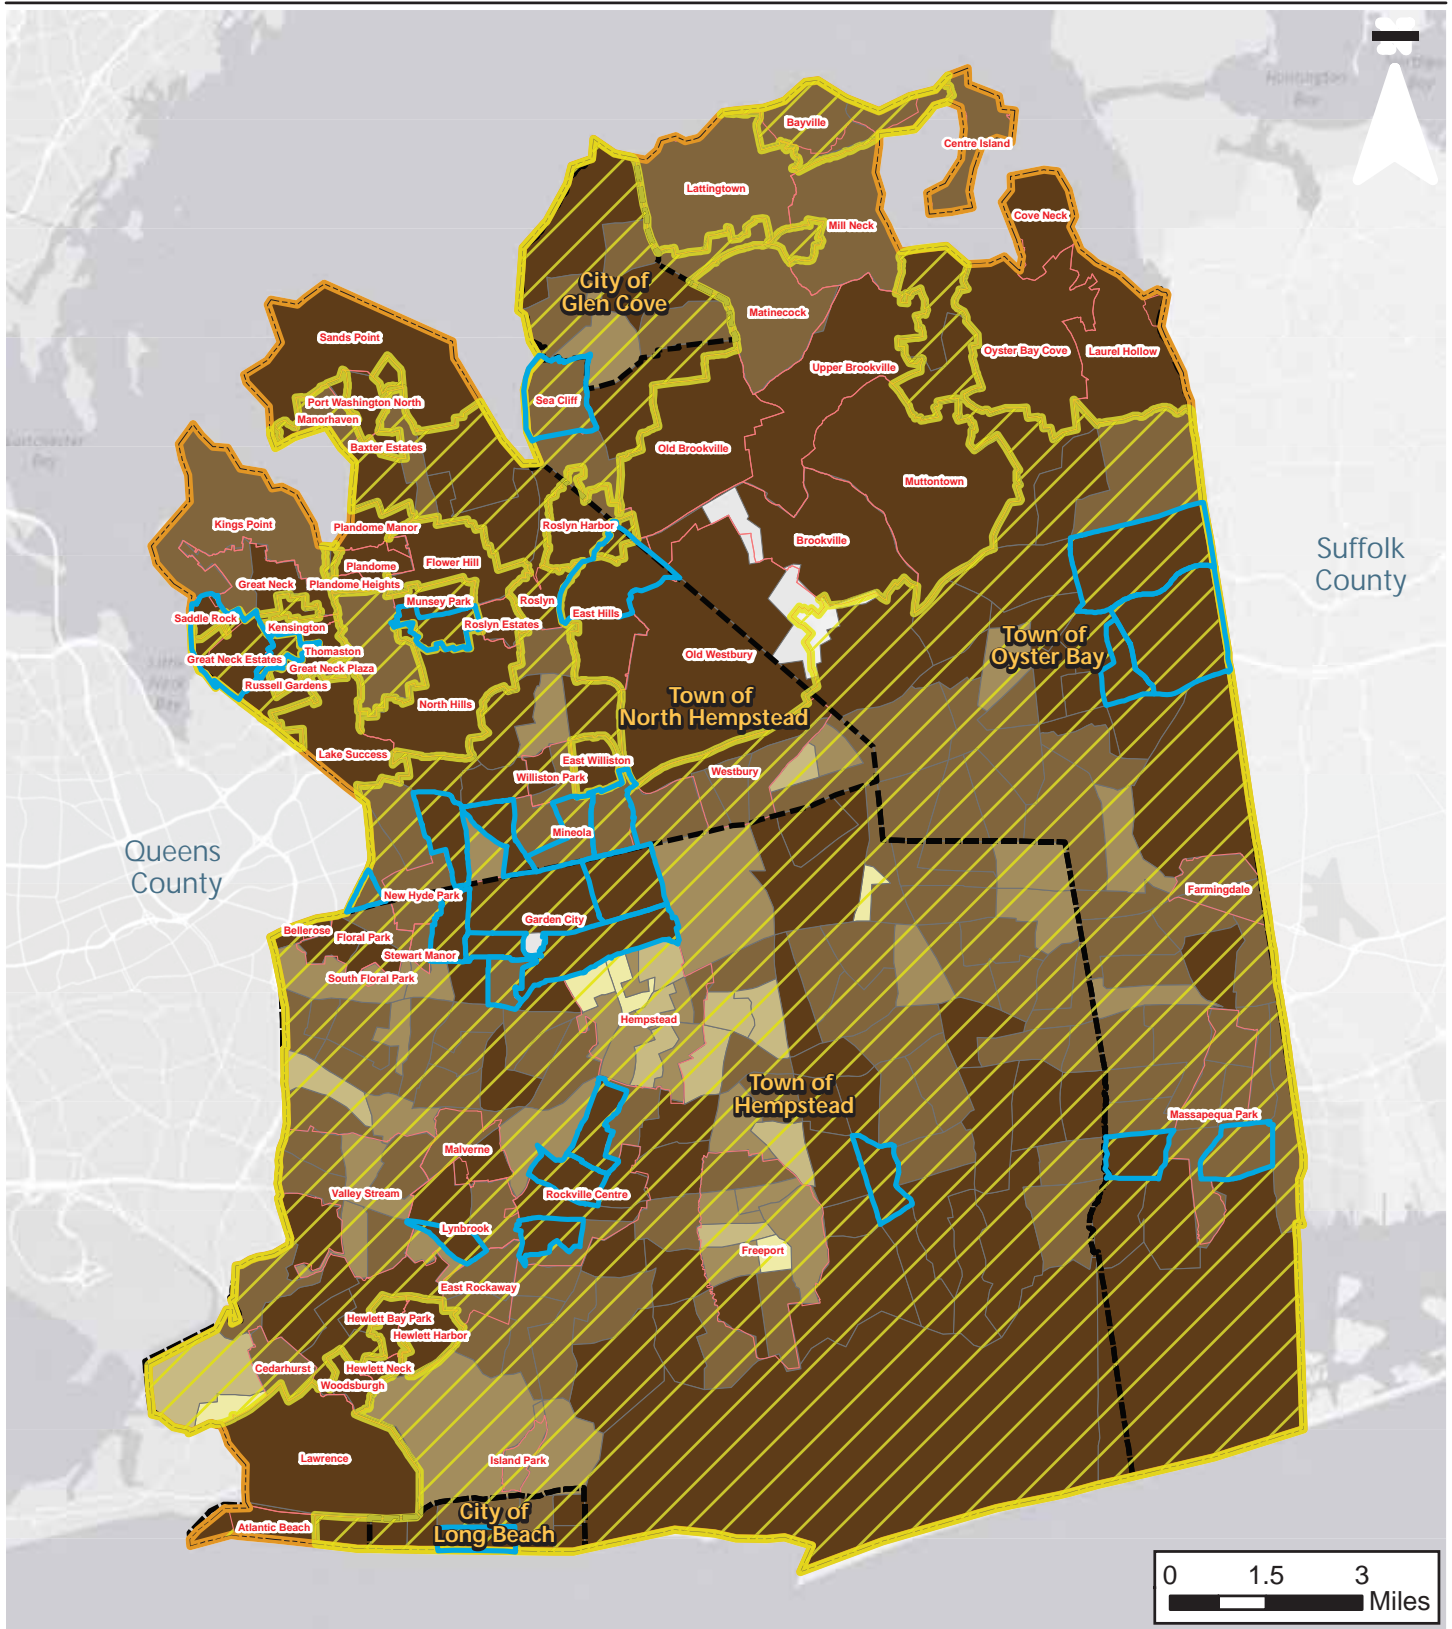 Bayville
Centre Island
Lattingtown
Cove Neck
Mill Neck
City of
Glen Cove
Matinecock
Sands Point
Oyster Bay Cove
Laurel Hollow
Upper Brookville
Port Washington North
Sea Cliff
Manorhaven
Baxter Estates
Old Brookville
Muttontown
Kings Point
Plandome Manor
Roslyn Harbor
Brookville
Suffolk
County
Flower Hill
Plandome
Great Neck
Plandome Heights
Munsey Park
Roslyn
East Hills
Saddle Rock
Kensington
Roslyn Estates
Town of
Oyster Bay
Thomaston
Great Neck Estates
Great Neck Plaza
Old Westbury
Russell Gardens
Town of
North Hempstead
North Hills
Lake Success
East Williston
Williston Park
Westbury
Mineola
Queens
County
New Hyde Park
Farmingdale
Garden City
Bellerose
Floral Park
Stewart Manor
South Floral Park
Hempstead
Town of
Hempstead
Massapequa Park
Malverne
Valley Stream
Rockville Centre
Lynbrook
Freeport
East Rockaway
Hewlett Bay Park
Hewlett Harbor
Cedarhurst
Hewlett Neck
Woodsburgh
Lawrence
Island Park
City of
Long Beach
Atlantic Beach
0 1.5 3
Miles